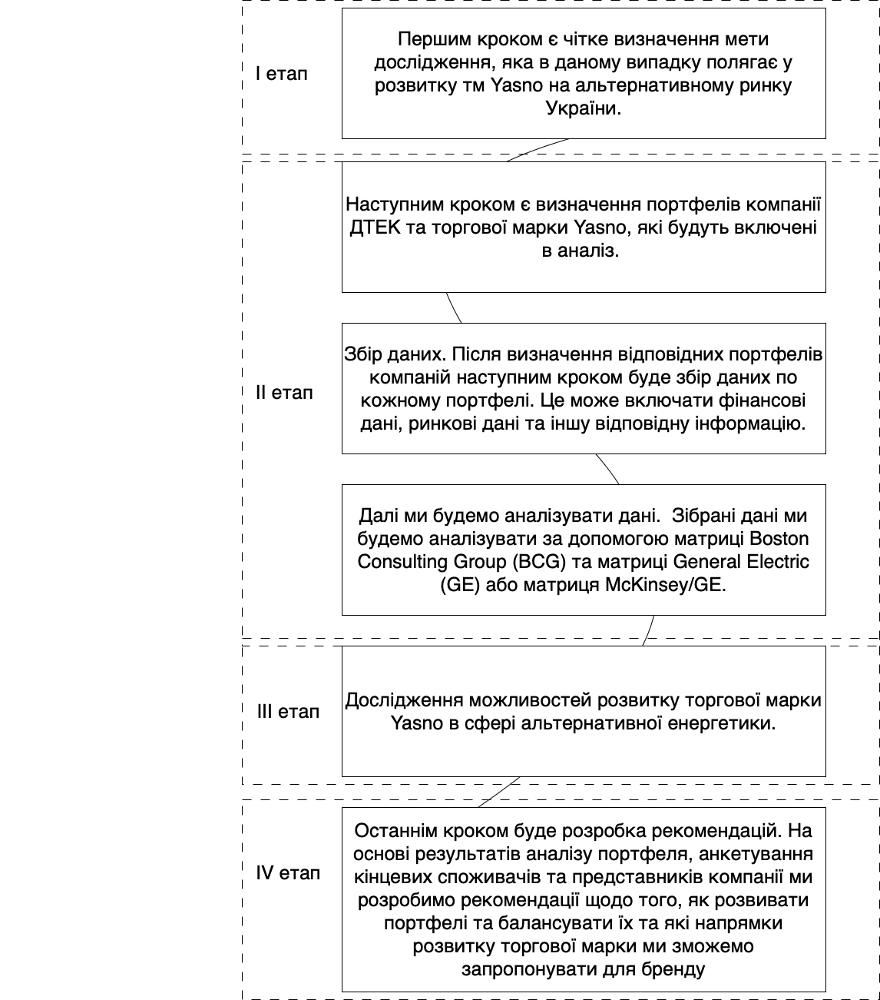 І етап
Першим кроком є чітке визначення мети
дослідження, яка в даному випадку полягає у
розвитку тм Yasno на альтернативному ринку
України.
ІІ етап
Наступним кроком є визначення портфелів компанії
ДТЕК та торгової марки Yasno, які будуть включені
в аналіз.
Збір даних. Після визначення відповідних портфелів
компаній наступним кроком буде збір даних по
кожному портфелі. Це може включати фінансові
дані, ринкові дані та іншу відповідну інформацію.
Далі ми будемо аналізувати дані.  Зібрані дані ми
будемо аналізувати за допомогою матриці Boston
Consulting Group (BCG) та матриці General Electric
(GE) або матриця McKinsey/GE.
ІІІ етап
Дослідження можливостей розвитку торгової марки
Yasno в сфері альтернативної енергетики.
IV етап
Останнім кроком буде розробка рекомендацій. На
основі результатів аналізу портфеля, анкетування
кінцевих споживачів та представників компанії ми
розробимо рекомендації щодо того, як розвивати
портфелі та балансувати їх та які напрямки
розвитку торгової марки ми зможемо
запропонувати для бренду